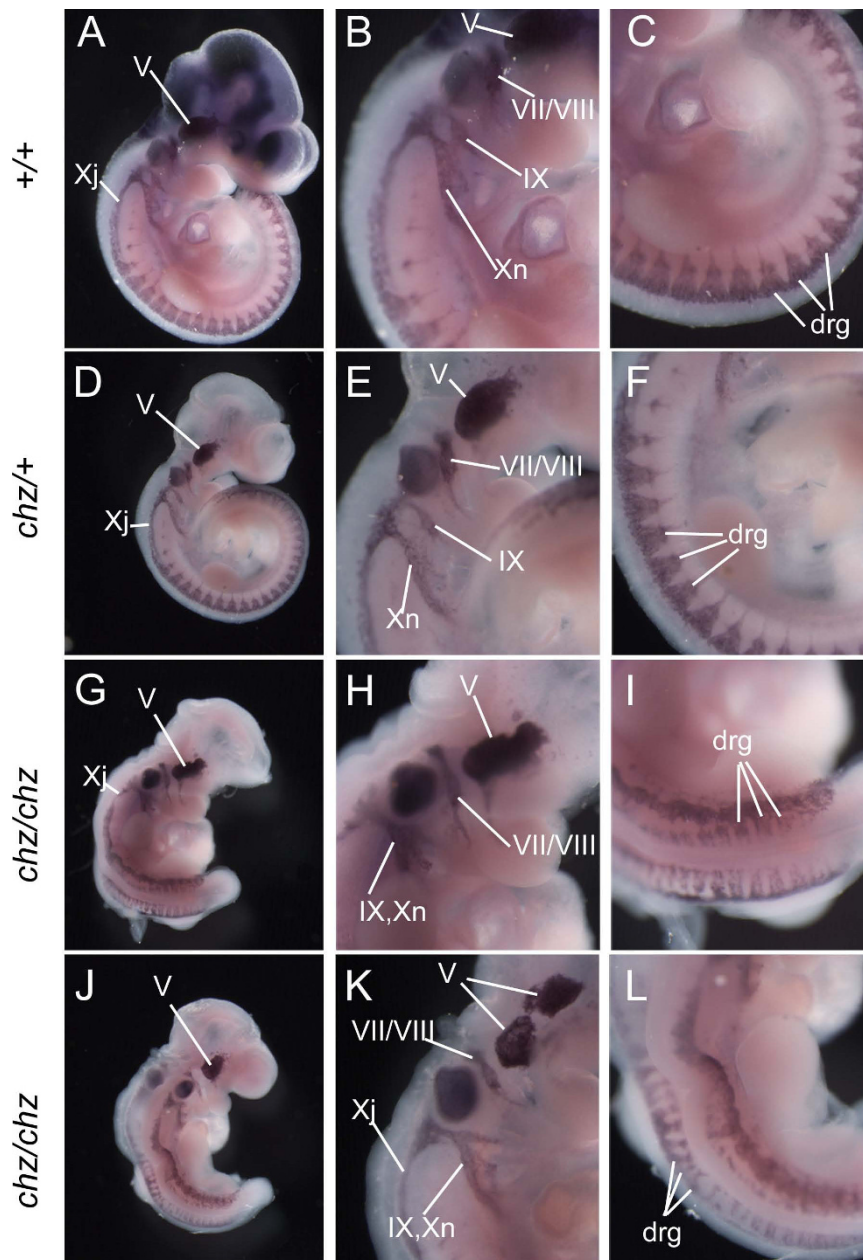 +/+
A
V
Xj
B
V
VII/VIII
IX
Xn
C
drg
chz/+
D
V
Xj
E
V
VII/VIII
IX
Xn
F
drg
chz/chz
G
V
Xj
H
V
VII/VIII
IX,Xn
I
drg
chz/chz
J
V
K
V
VII/VIII
Xj
IX,Xn
L
drg